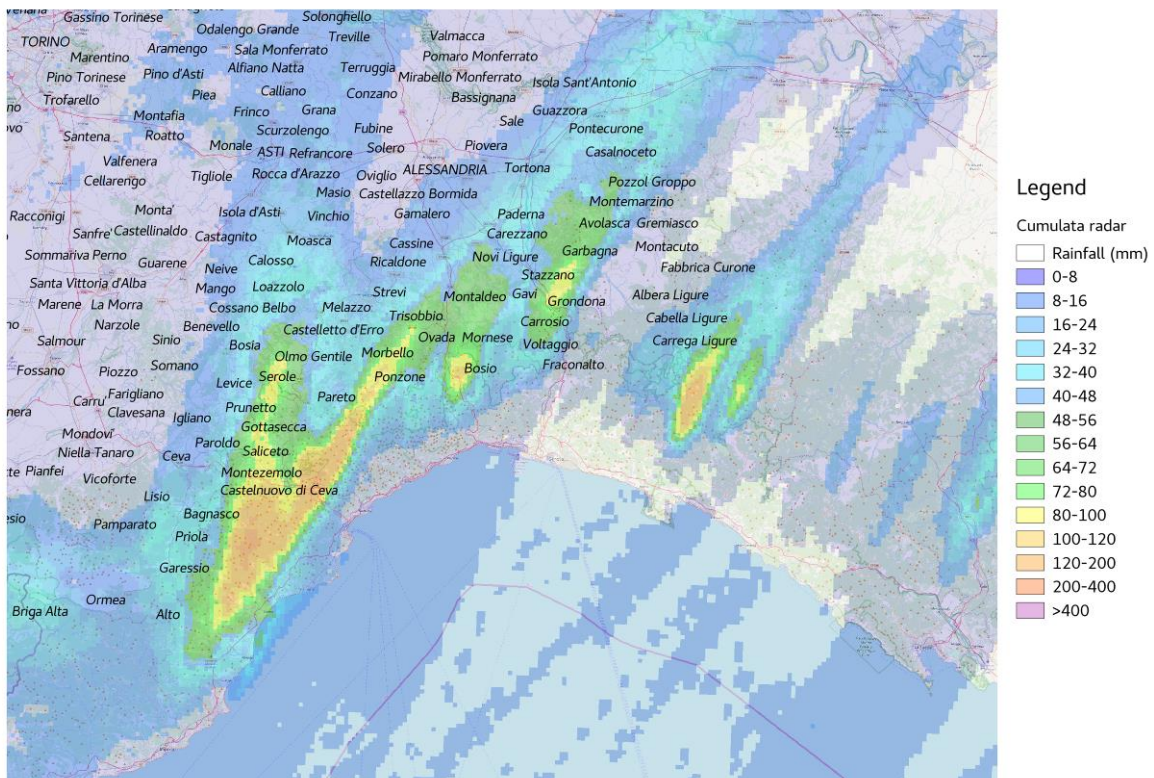 Gassino Torinese
Solonghello
Odalengo Grande
Treville
Valmacca
TORINO
Aramengo
Sala Monferrato
Marentino
Pomaro Monferrato
Pino Torinese
Pino d'Asti
Alfiano Natta
Terruggia
Mirabello Monferrato
Isola Sant'Antonio
Trofarello
Piea
Calliano
Conzano
Bassignana
Montafia
Frinco
Grana
Guazzora
Santena
Roatto
Scurzolengo
Fubine
Sale
Pontecurone
Monale
ASTI
Refrancore
Solero
Piovera
Casalnoceto
Valfenera
Cellarengo
Tigliole
Rocca d'Arazzo
Oviglio
ALESSANDRIA
Tortona
Masio
Castellazzo Bormida
Pozzol Groppo
Racconigi
Monta'
Isola d'Asti
Vinchio
Gamalero
Paderna
Montemarzino
Sanfre'
Castellinaldo
Castagnito
Moasca
Cassine
Carezzano
Avolasca
Gremiasco
Sommariva Perno
Guarene
Calosso
Ricaldone
Novi Ligure
Garbagna
Montacuto
Neive
Stazzano
Fabbrica Curone
Santa Vittoria d'Alba
Mango
Loazzolo
Strevi
Montaldeo
Gavi
Grondona
Albera Ligure
Marene
La Morra
Cossano Belbo
Melazzo
Trisobbio
Carrosio
Cabella Ligure
Narzole
Benevello
Castelletto d'Erro
Ovada
Mornese
Voltaggio
Carrega Ligure
Salmour
Sinio
Bosia
Olmo Gentile
Morbello
Fraconalto
Fossano
Piozzo
Somano
Levice
Serole
Ponzone
Bosio
Carru'
Farigliano
Clavesana
Igliano
Prunetto
Pareto
Mondovi'
Gottasecca
Niella-Tanaro
Paroldo
Saliceto
Pianfei
Vicoforte
Ceva
Montezemolo
Lisio
Castelnuovo di Ceva
Pamparato
Bagnasco
Priola
Garessio
Ormea
Briga Alta
Alto
Legend
Cumulata radar
Rainfall (mm)
0-8
8-16
16-24
24-32
32-40
40-48
48-56
56-64
64-72
72-80
80-100
100-120
120-200
200-400
>400